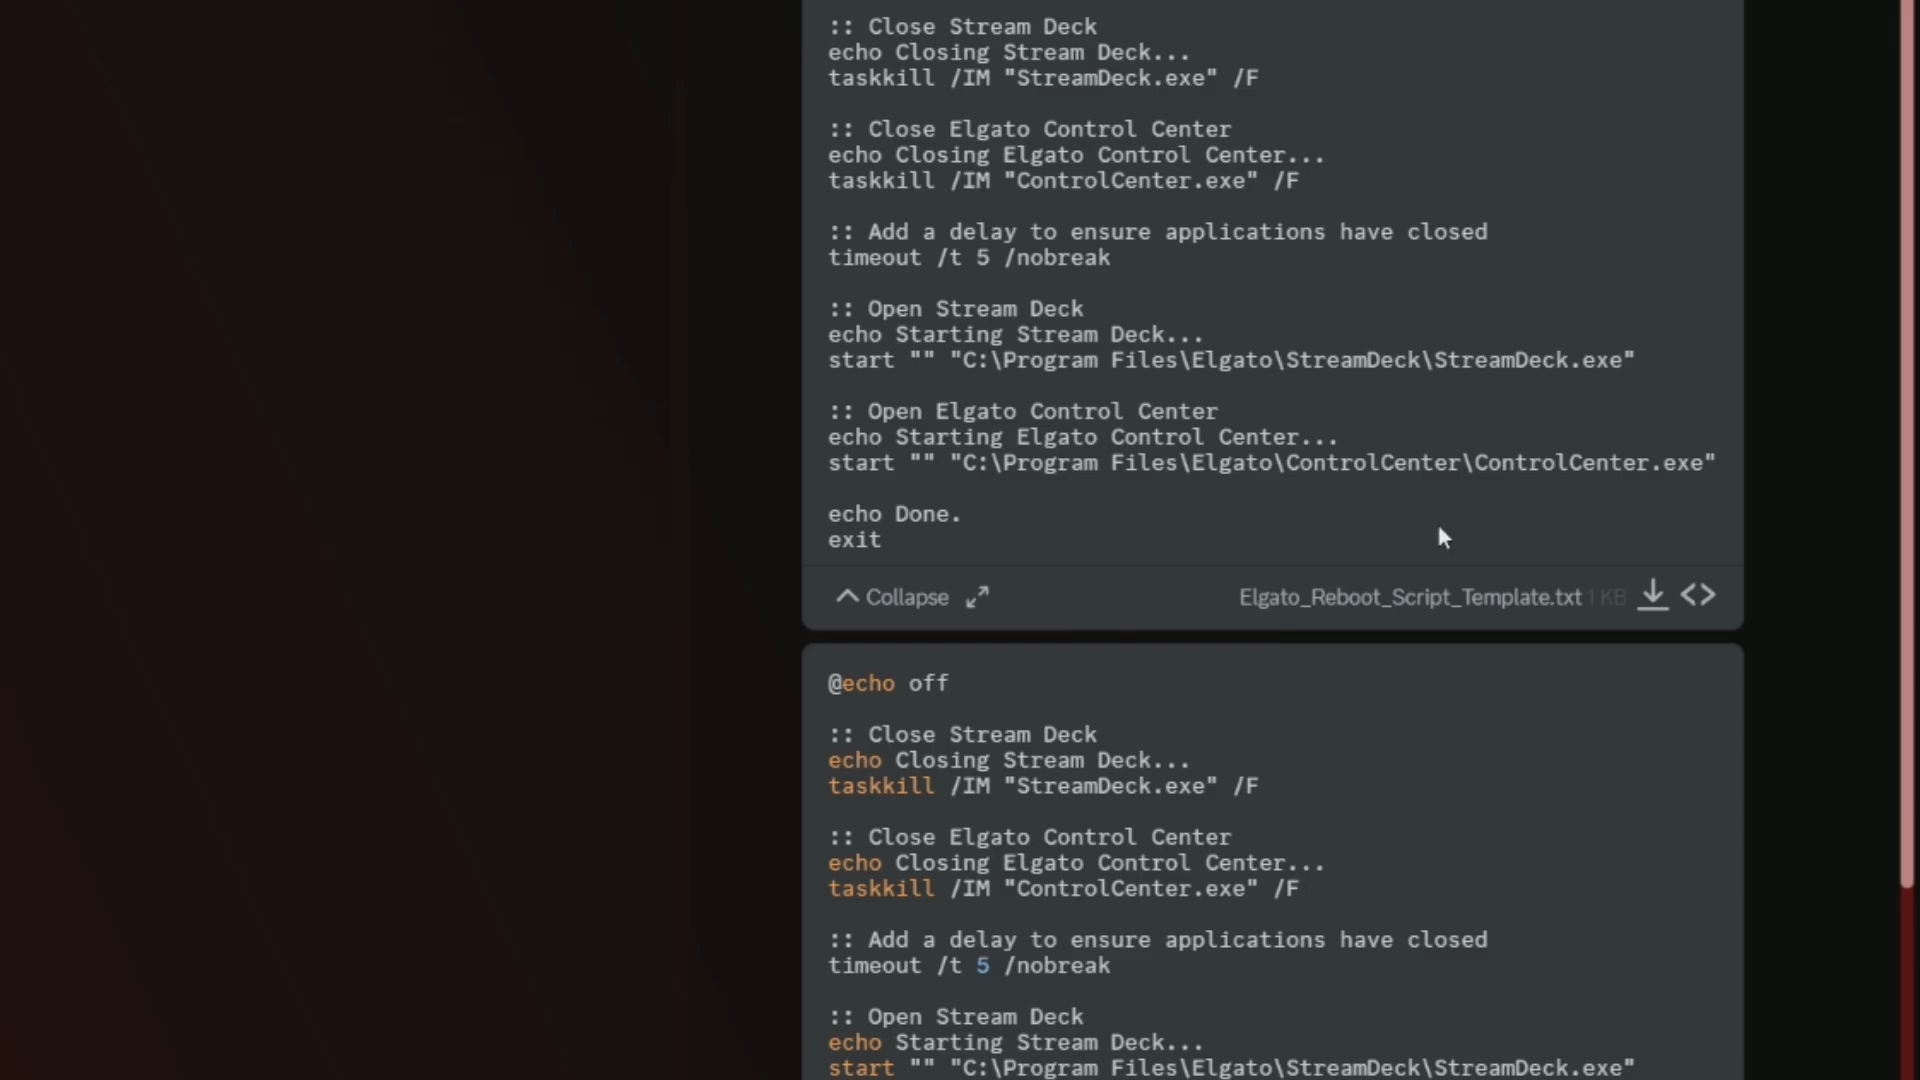 :: Close Stream Deck
echo Closing Stream Deck...
taskkill /IM "StreamDeck.exe" /F
:: Close Elgato Control Center
echo Closing Elgato Control Center...
taskkill /IM "ControlCenter.exe" /F
:: Add a delay to ensure applications have closed
timeout /t 5 /nobreak
:: Open Stream Deck
echo Starting Stream Deck...
start "" "C:\Program Files\Elgato\StreamDeck\StreamDeck.exe"
:: Open Elgato Control Center
echo Starting Elgato Control Center...
start "" "C:\Program Files\Elgato\ControlCenter\ControlCenter.exe"
echo Done.
exit
Collapse Elgato_Reboot_Script_Template.txt 1 KB <>
@echo off
:: Close Stream Deck
echo Closing Stream Deck...
taskkill /IM "StreamDeck.exe" /F
:: Close Elgato Control Center
echo Closing Elgato Control Center...
taskkill /IM "ControlCenter.exe" /F
:: Add a delay to ensure applications have closed
timeout /t 5 /nobreak
:: Open Stream Deck
echo Starting Stream Deck...
start "" "C:\Program Files\Elgato\StreamDeck\StreamDeck.exe"